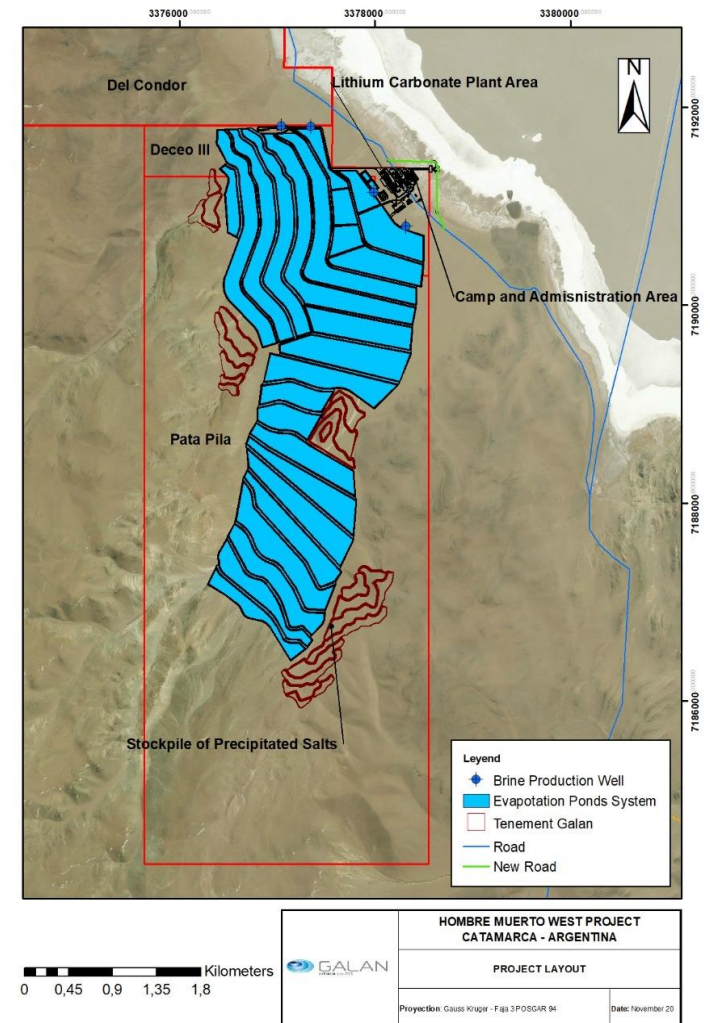 3376000
3378000
3380000
Del Condor
Lithium Carbonate Plant Area
N
7192000
Deceo III
Camp and Admisnistration Area
7190000
Pata Pila
7188000
7186000
Stockpile of Precipitated Salts
Leyend
Brine Production Well
Evapotation Ponds System
Tenement Galan
Road
New Road
HOMBRE MUERTO WEST PROJECT
CATAMARCA - ARGENTINA
GALAN
PROJECT LAYOUT
Kilometers
0 0,45 0,9 1,35 1,8
Proyection: Gauss Kruger - Faja 3 POSGAR 94
Date: November 20